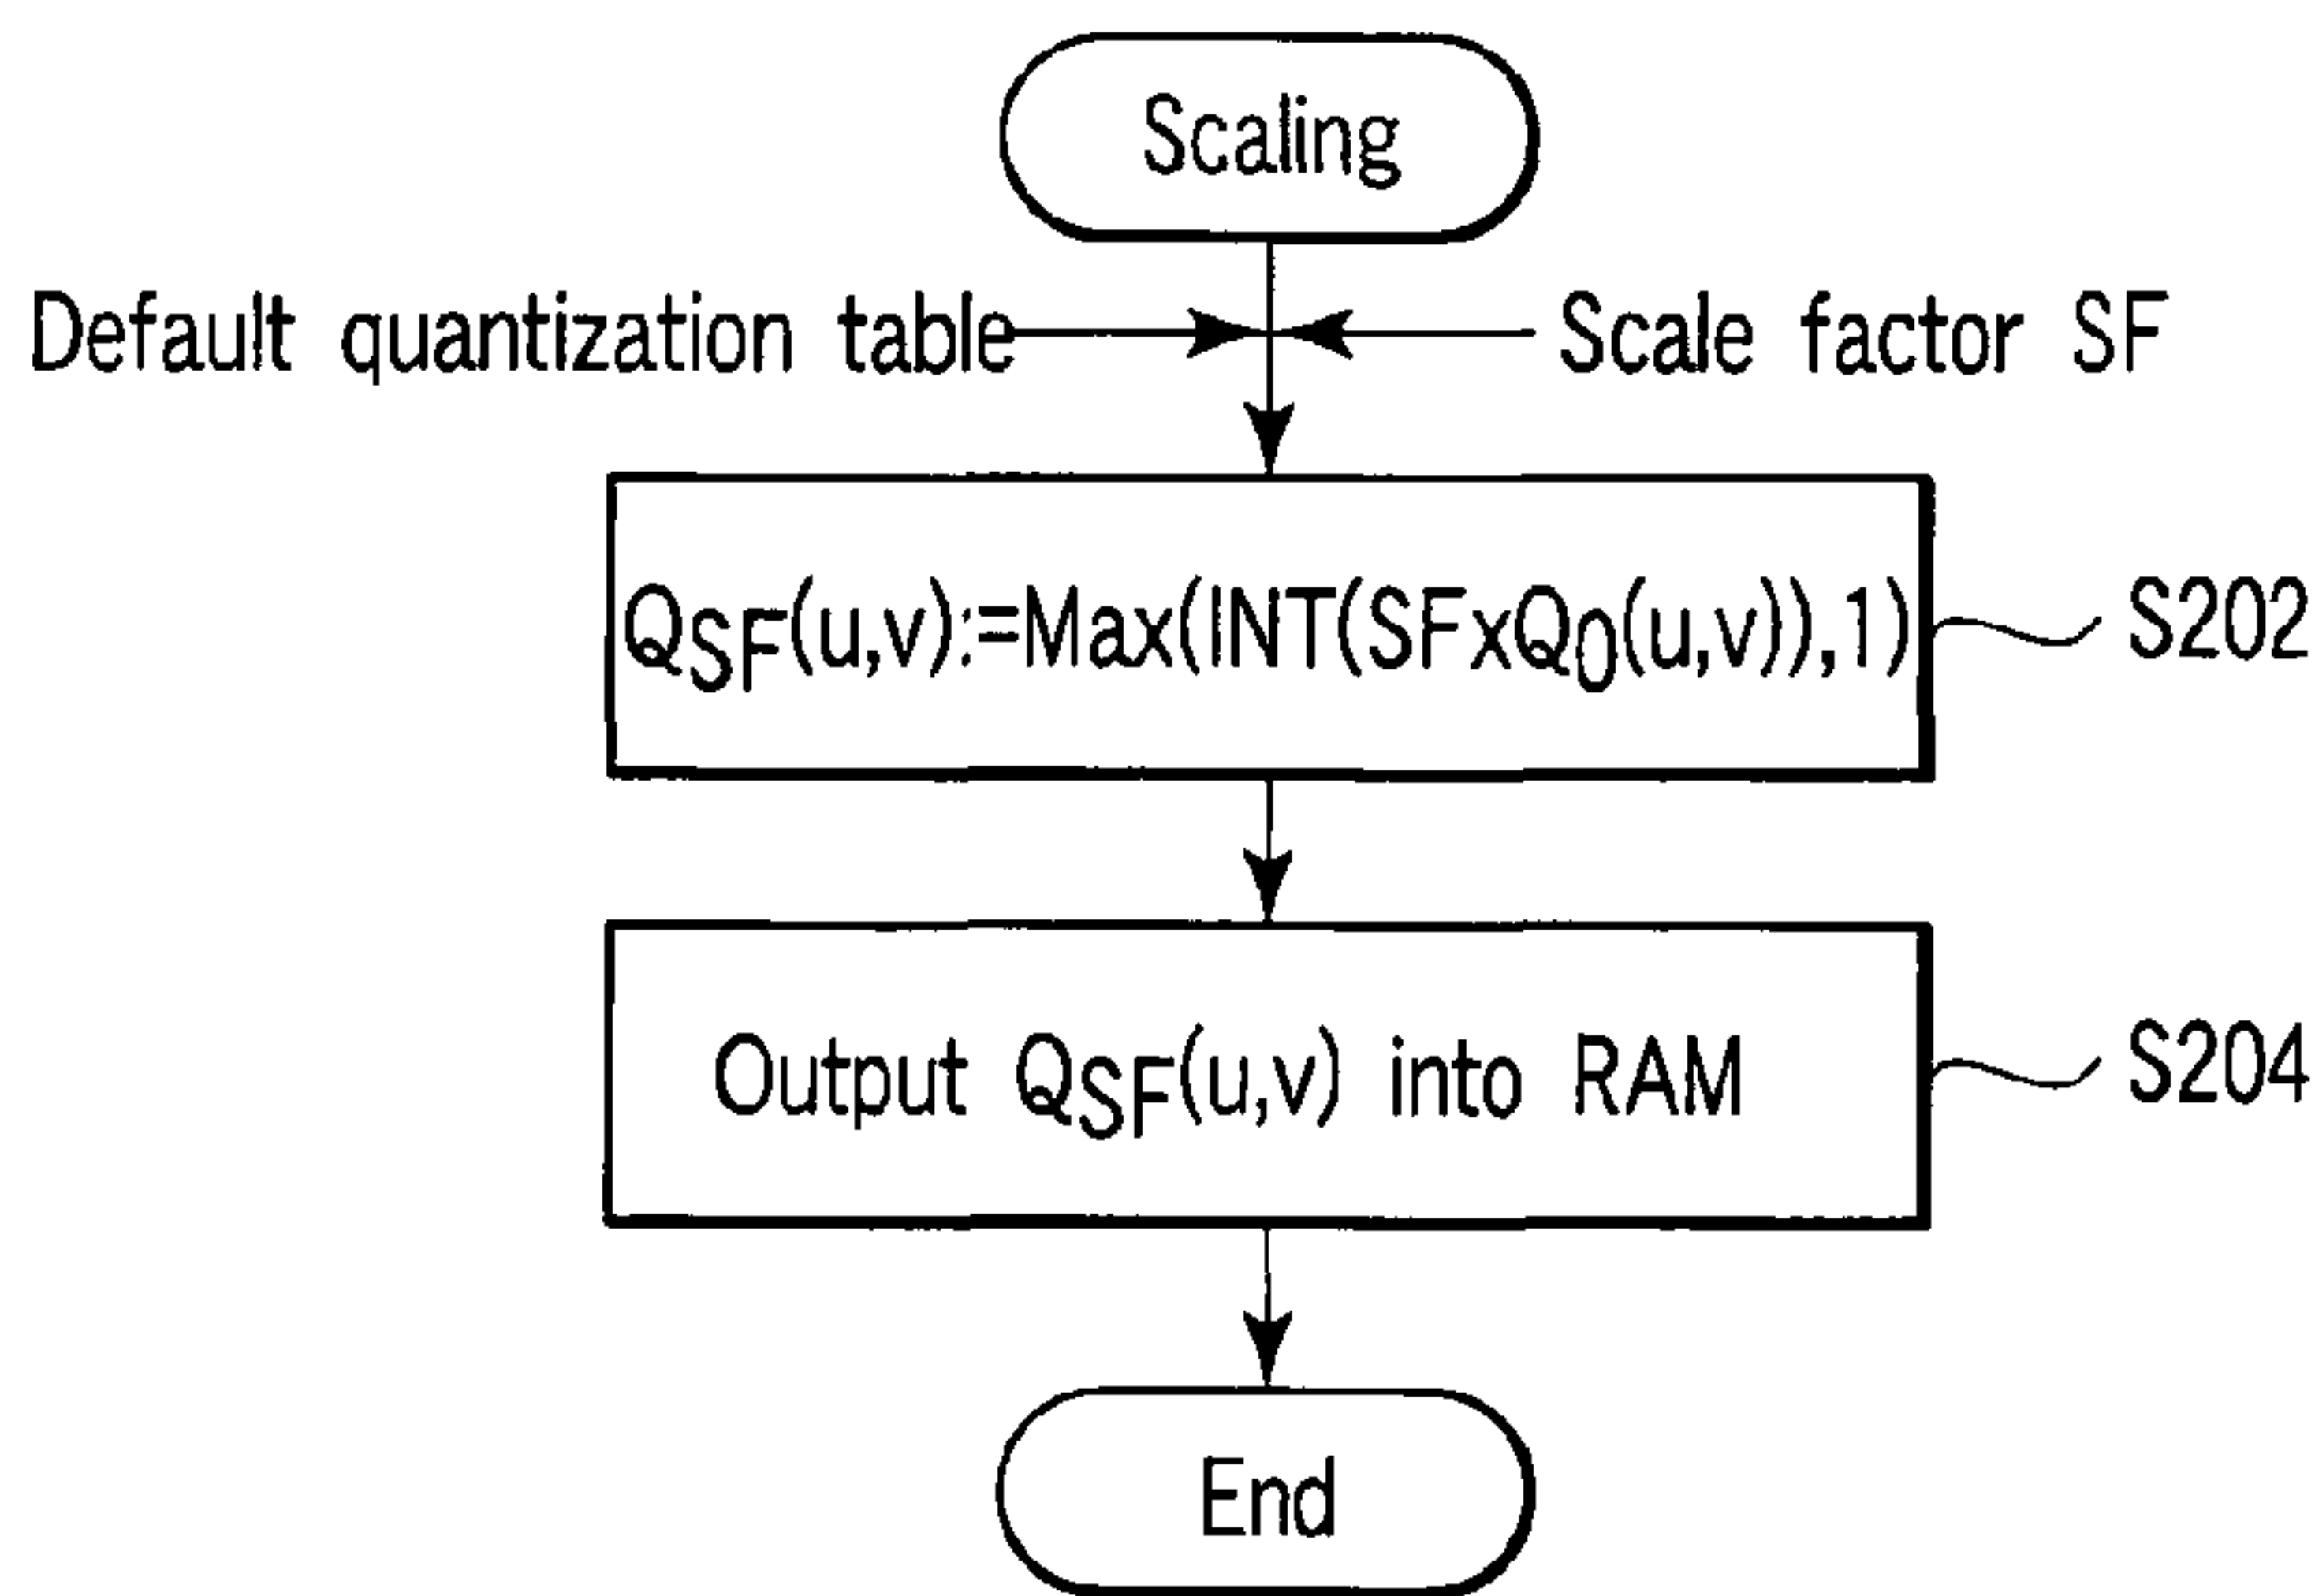 Scaling
Default quantization table
Scale factor SF
QSF(u,v):=Max(INT(SFxQ0(u,v)),1)
S202
Output QSF(u,v) into RAM
S204
End